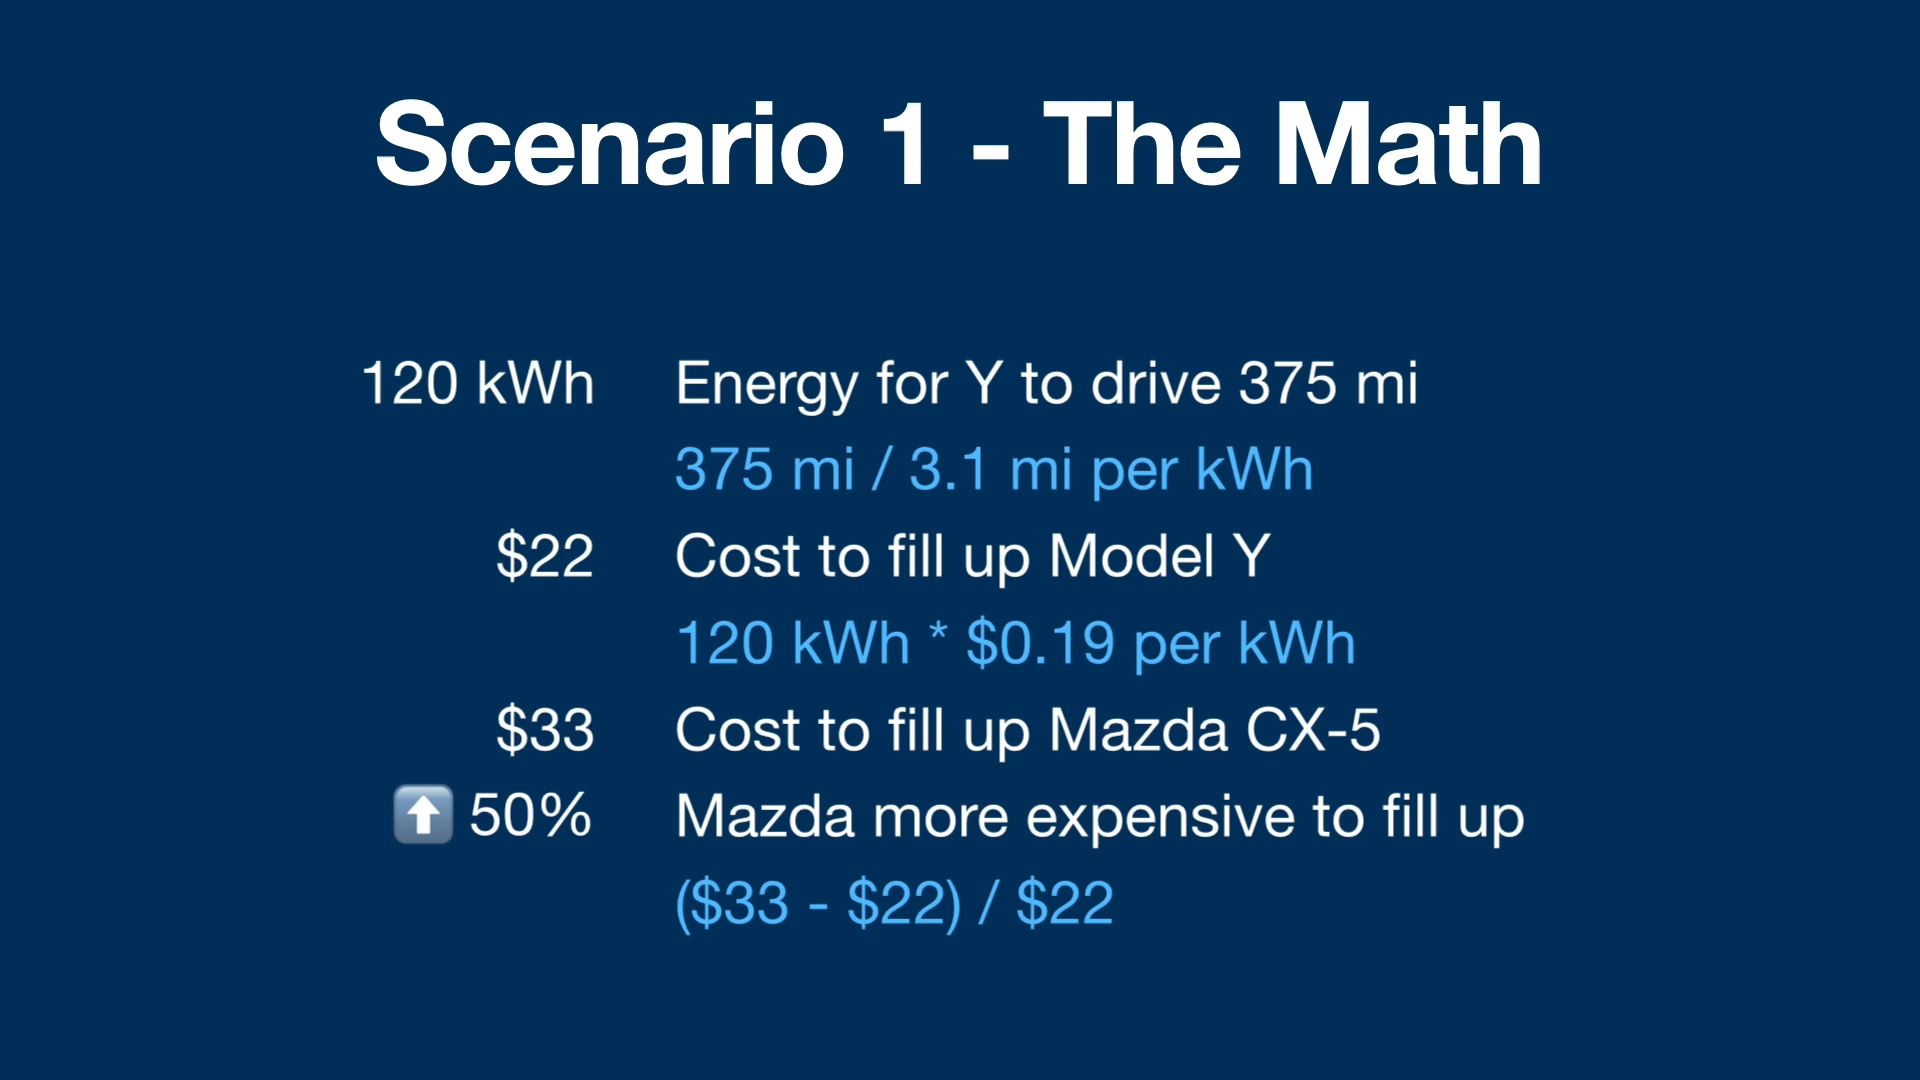 Scenario 1 - The Math
120 kWh Energy for Y to drive 375 mi
375 mi / 3.1 mi per kWh
$22 Cost to fill up Model Y
120 kWh * $0.19 per kWh
$33 Cost to fill up Mazda CX-5
⬆️ 50% Mazda more expensive to fill up
($33 - $22) / $22